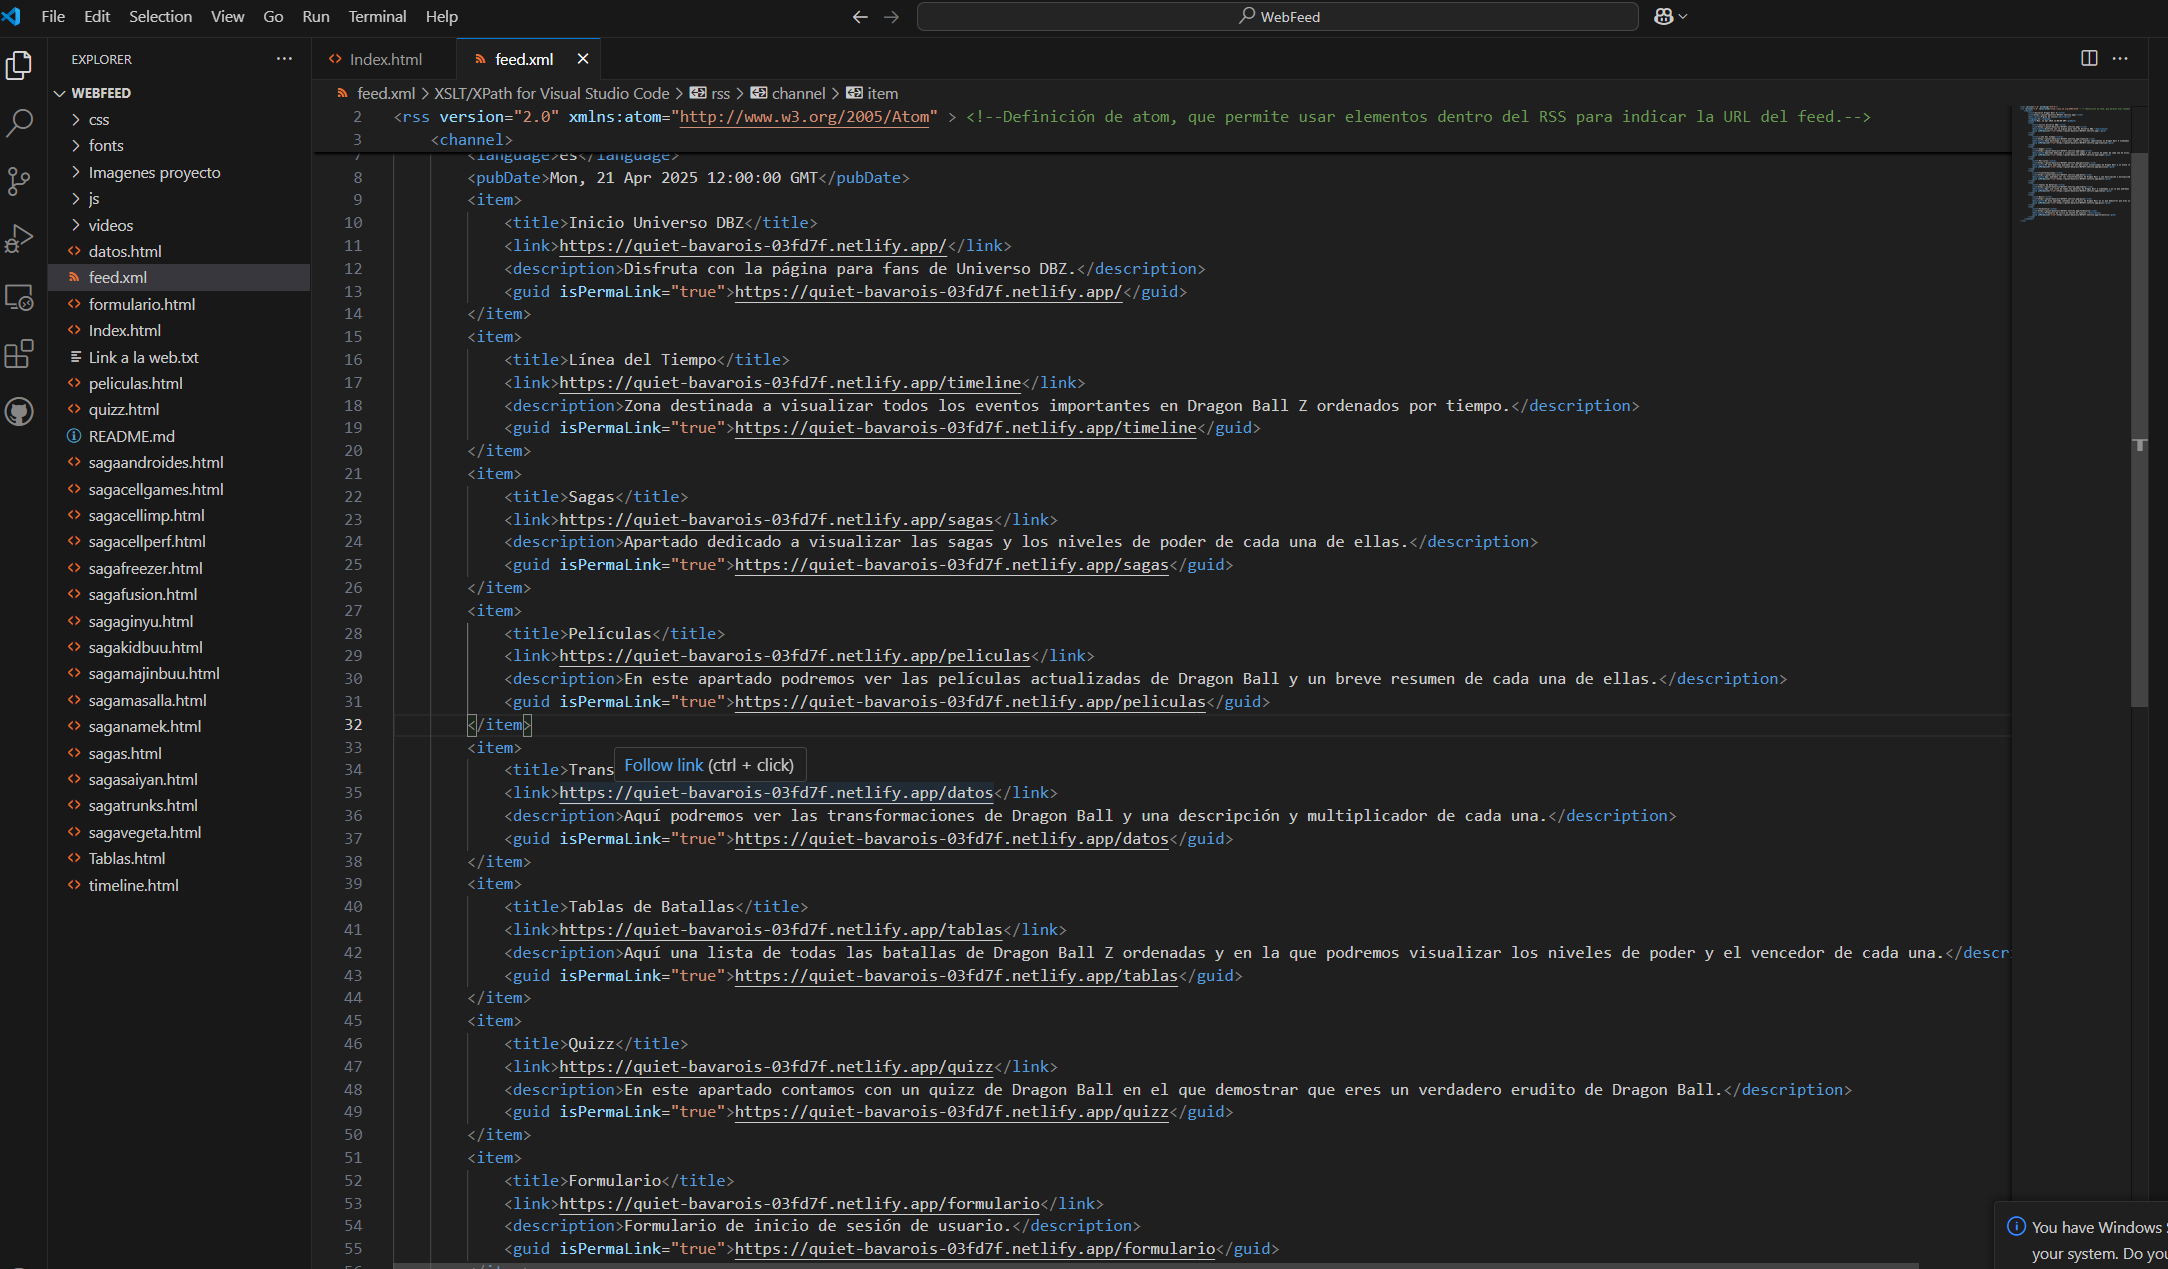 File Edit Selection View Go Run Terminal Help
WebFeed
EXPLORER
Index.html
feed.xml
WEBFEED
css
fonts
Imagenes proyecto
js
videos
datos.html
feed.xml
formulario.html
Index.html
Link a la web.txt
peliculas.html
quizz.html
README.md
sagaandroides.html
sagacellgames.html
sagacellimp.html
sagacellperf.html
sagafreezer.html
sagafusion.html
sagaginyu.html
sagakidbuu.html
sagamajinbuu.html
sagamasalla.html
saganamek.html
sagas.html
sagasaiyan.html
sagatrunks.html
sagavegeta.html
Tablas.html
timeline.html
feed.xml > XSLT/XPath for Visual Studio Code > rss > channel > item
2 <rss version="2.0" xmlns:atom="http://www.w3.org/2005/Atom" > <!--Definición de atom, que permite usar elementos dentro del RSS para indicar la URL del feed.-->
3 <channel>
7 <language>es</language>
8 <pubDate>Mon, 21 Apr 2025 12:00:00 GMT</pubDate>
9 <item>
10 <title>Inicio Universo DBZ</title>
11 <link>https://quiet-bavarois-03fd7f.netlify.app/</link>
12 <description>Disfruta con la página para fans de Universo DBZ.</description>
13 <guid isPermaLink="true">https://quiet-bavarois-03fd7f.netlify.app/</guid>
14 </item>
15 <item>
16 <title>Línea del Tiempo</title>
17 <link>https://quiet-bavarois-03fd7f.netlify.app/timeline</link>
18 <description>Zona destinada a visualizar todos los eventos importantes en Dragon Ball Z ordenados por tiempo.</description>
19 <guid isPermaLink="true">https://quiet-bavarois-03fd7f.netlify.app/timeline</guid>
20 </item>
21 <item>
22 <title>Sagas</title>
23 <link>https://quiet-bavarois-03fd7f.netlify.app/sagas</link>
24 <description>Apartado dedicado a visualizar las sagas y los niveles de poder de cada una de ellas.</description>
25 <guid isPermaLink="true">https://quiet-bavarois-03fd7f.netlify.app/sagas</guid>
26 </item>
27 <item>
28 <title>Películas</title>
29 <link>https://quiet-bavarois-03fd7f.netlify.app/peliculas</link>
30 <description>En este apartado podremos ver las películas actualizadas de Dragon Ball y un breve resumen de cada una de ellas.</description>
31 <guid isPermaLink="true">https://quiet-bavarois-03fd7f.netlify.app/peliculas</guid>
32 </item>
33 <item>
34 <title>Trans
Follow link (ctrl + click)
35 <link>https://quiet-bavarois-03fd7f.netlify.app/datos</link>
36 <description>Aquí podremos ver las transformaciones de Dragon Ball y una descripción y multiplicador de cada una.</description>
37 <guid isPermaLink="true">https://quiet-bavarois-03fd7f.netlify.app/datos</guid>
38 </item>
39 <item>
40 <title>Tablas de Batallas</title>
41 <link>https://quiet-bavarois-03fd7f.netlify.app/tablas</link>
42 <description>Aquí una lista de todas las batallas de Dragon Ball Z ordenadas y en la que podremos visualizar los niveles de poder y el vencedor de cada una.</descr
43 <guid isPermaLink="true">https://quiet-bavarois-03fd7f.netlify.app/tablas</guid>
44 </item>
45 <item>
46 <title>Quizz</title>
47 <link>https://quiet-bavarois-03fd7f.netlify.app/quizz</link>
48 <description>En este apartado contamos con un quizz de Dragon Ball en el que demostrar que eres un verdadero erudito de Dragon Ball.</description>
49 <guid isPermaLink="true">https://quiet-bavarois-03fd7f.netlify.app/quizz</guid>
50 </item>
51 <item>
52 <title>Formulario</title>
53 <link>https://quiet-bavarois-03fd7f.netlify.app/formulario</link>
54 <description>Formulario de inicio de sesión de usuario.</description>
55 <guid isPermaLink="true">https://quiet-bavarois-03fd7f.netlify.app/formulario</guid>
You have Windows
your system. Do you